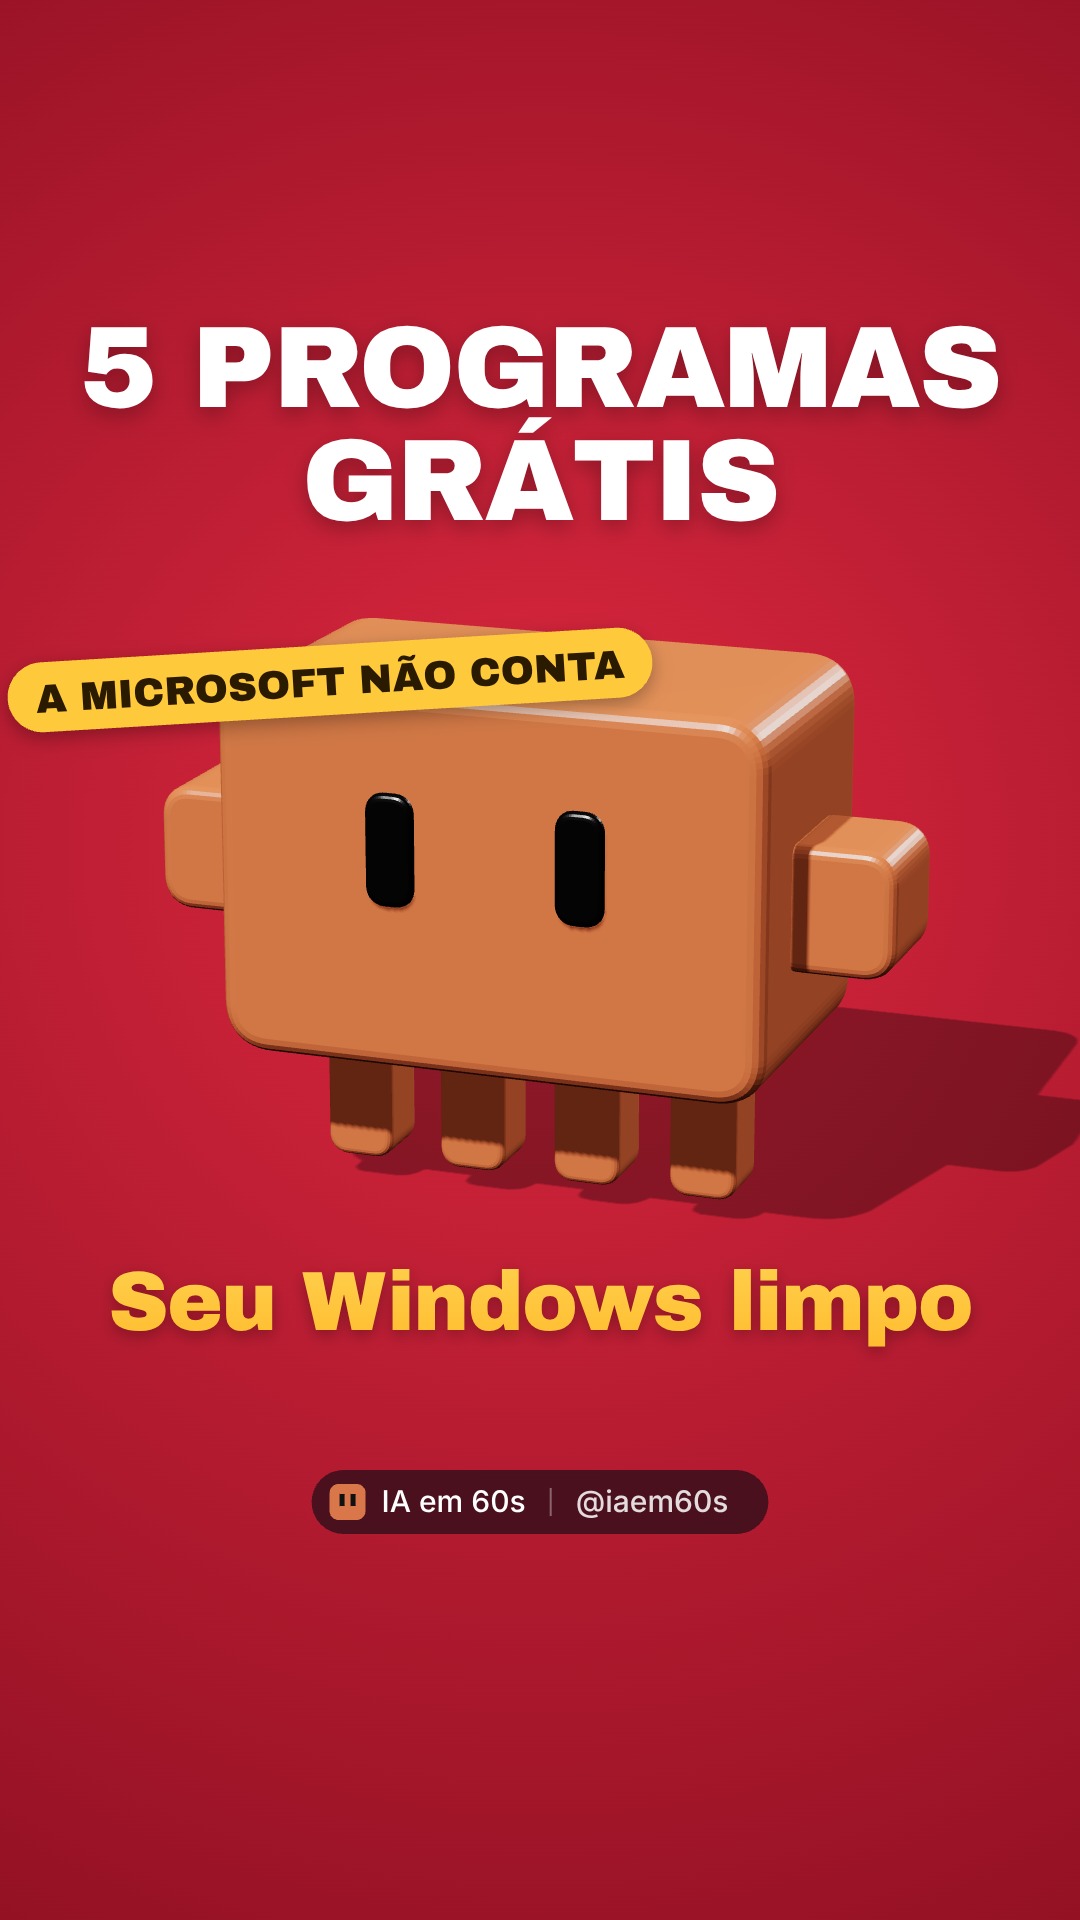 5 PROGRAMAS
GRÁTIS
A MICROSOFT NÃO CONTA
Seu Windows limpo
IA em 60s | @iaem60s